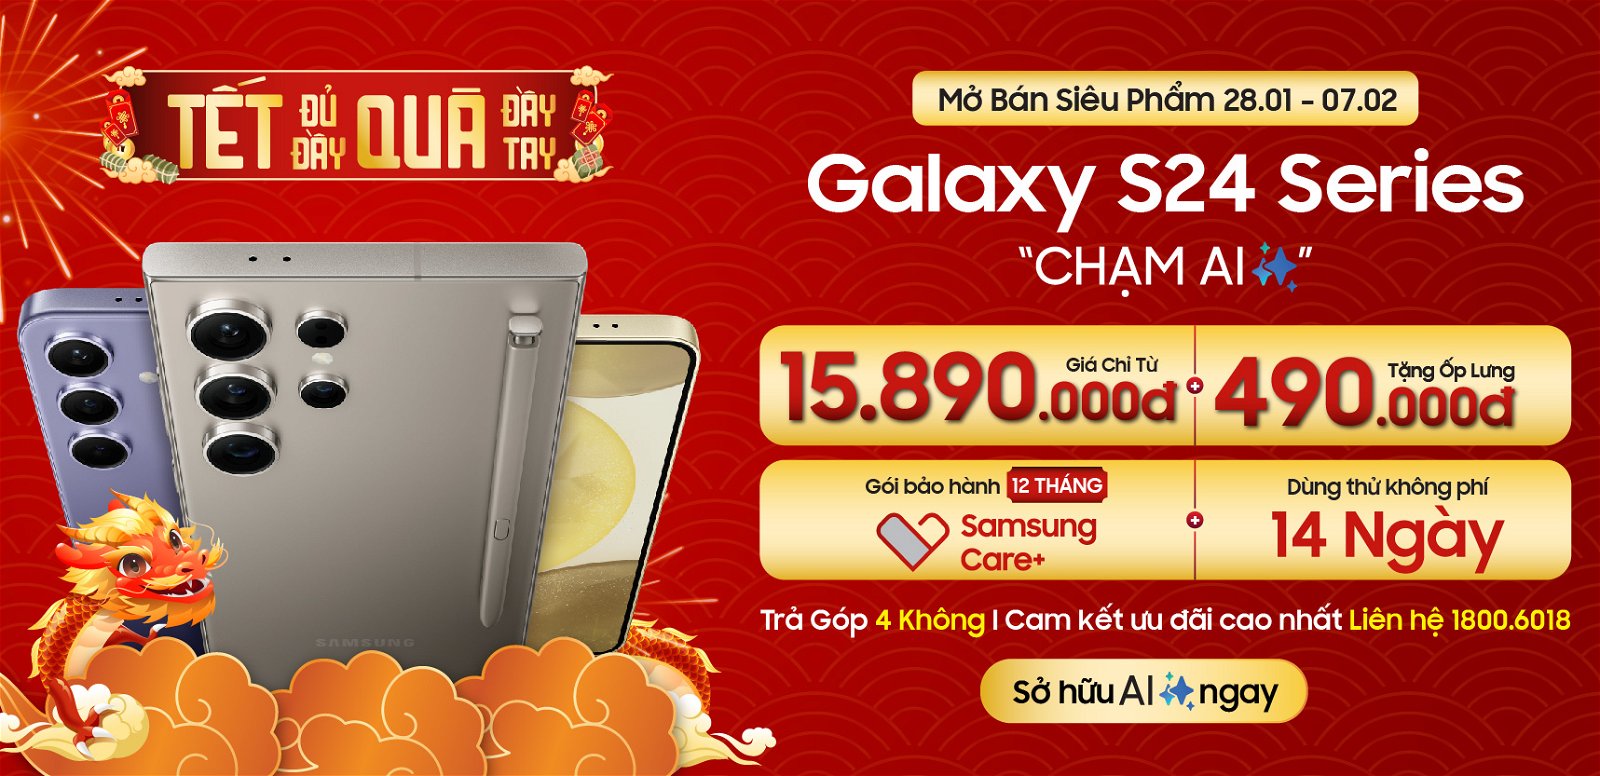 TẾT ĐỦ ĐẦY QUÀ ĐẦY TAY
Mở Bán Siêu Phẩm 28.01 - 07.02
Galaxy S24 Series
“CHẠM AI”
Giá Chỉ Từ
15.890.000đ
Tặng Ốp Lưng
490.000đ
Gói bảo hành 12 THÁNG
Samsung
Care+
Dùng thử không phí
14 Ngày
SAMSUNG
Trả Góp 4 Không I Cam kết ưu đãi cao nhất Liên hệ 1800.6018
Sở hữu AI ngay